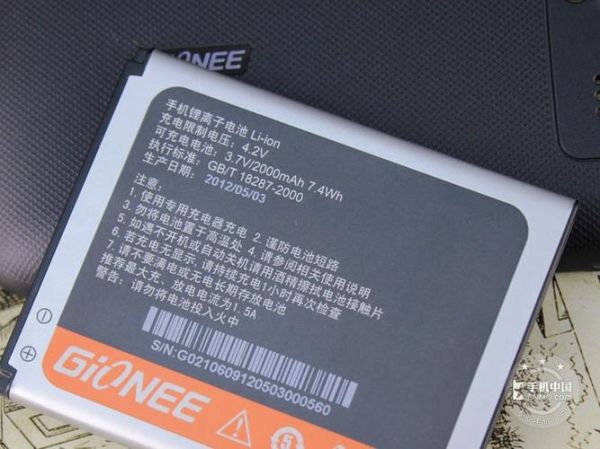 GIONEE
手机锂离子电池 Li-ion
充电限制电压：4.2V
可充电电池：3.7V/2000mAh 7.4Wh
执行标准：GB/T 18287-2000
生产日期：2012/05/03
注意：
1.使用专用充电器充电 2.谨防电池短路
3.勿将电池置于高温处 4.请参阅相关使用说明
5.如遇不开机或自动关机请用酒精擦拭电池接触片
6.若充电无显示,请持续充电1小时再次检查
7.请不要满电或无电长期存放电池
推荐最大充、放电电流为1.5A
警告：请勿将电池投入火中
S/N:G02106091205030005​60
GIONEE
5
手机中国
CNMO.com